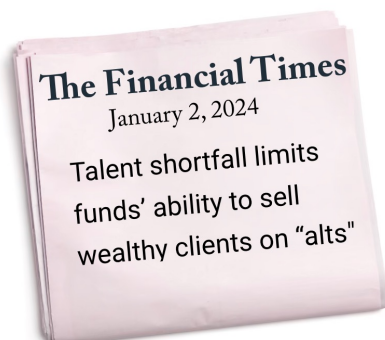 The Financial Times
January 2, 2024
Talent shortfall limits
funds’ ability to sell
wealthy clients on “alts"